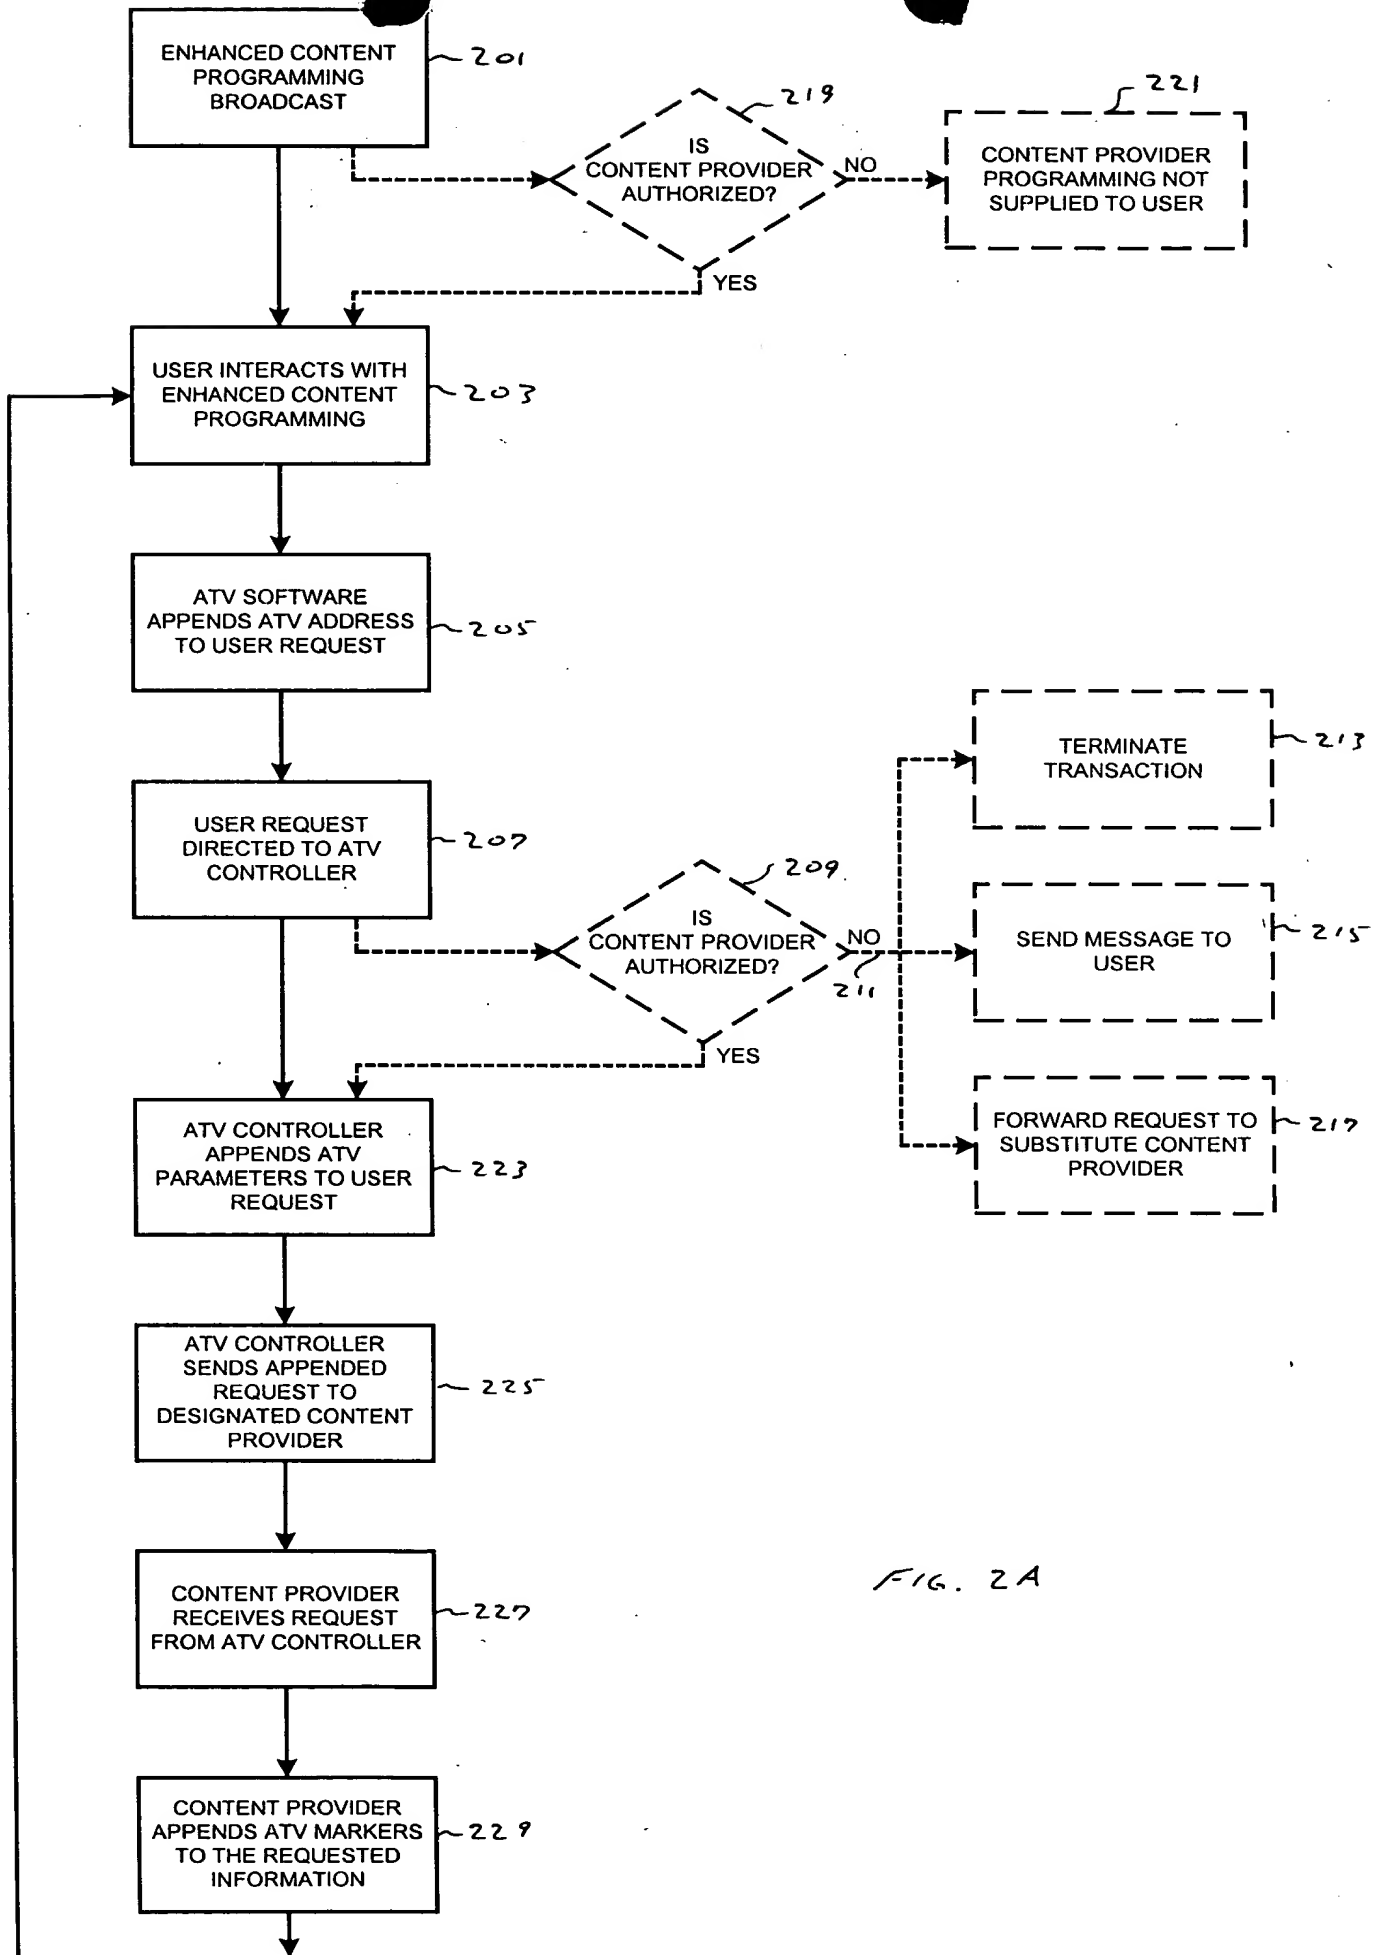 ENHANCED CONTENT
PROGRAMMING
BROADCAST
201
IS
CONTENT PROVIDER
AUTHORIZED?
219
NO
YES
CONTENT PROVIDER
PROGRAMMING NOT
SUPPLIED TO USER
221
USER INTERACTS WITH
ENHANCED CONTENT
PROGRAMMING
203
ATV SOFTWARE
APPENDS ATV ADDRESS
TO USER REQUEST
205
USER REQUEST
DIRECTED TO ATV
CONTROLLER
207
IS
CONTENT PROVIDER
AUTHORIZED?
209
NO
211
YES
TERMINATE
TRANSACTION
213
SEND MESSAGE TO
USER
215
FORWARD REQUEST TO
SUBSTITUTE CONTENT
PROVIDER
217
ATV CONTROLLER
APPENDS ATV
PARAMETERS TO USER
REQUEST
223
ATV CONTROLLER
SENDS APPENDED
REQUEST TO
DESIGNATED CONTENT
PROVIDER
225
CONTENT PROVIDER
RECEIVES REQUEST
FROM ATV CONTROLLER
227
FIG. 2A
CONTENT PROVIDER
APPENDS ATV MARKERS
TO THE REQUESTED
INFORMATION
229